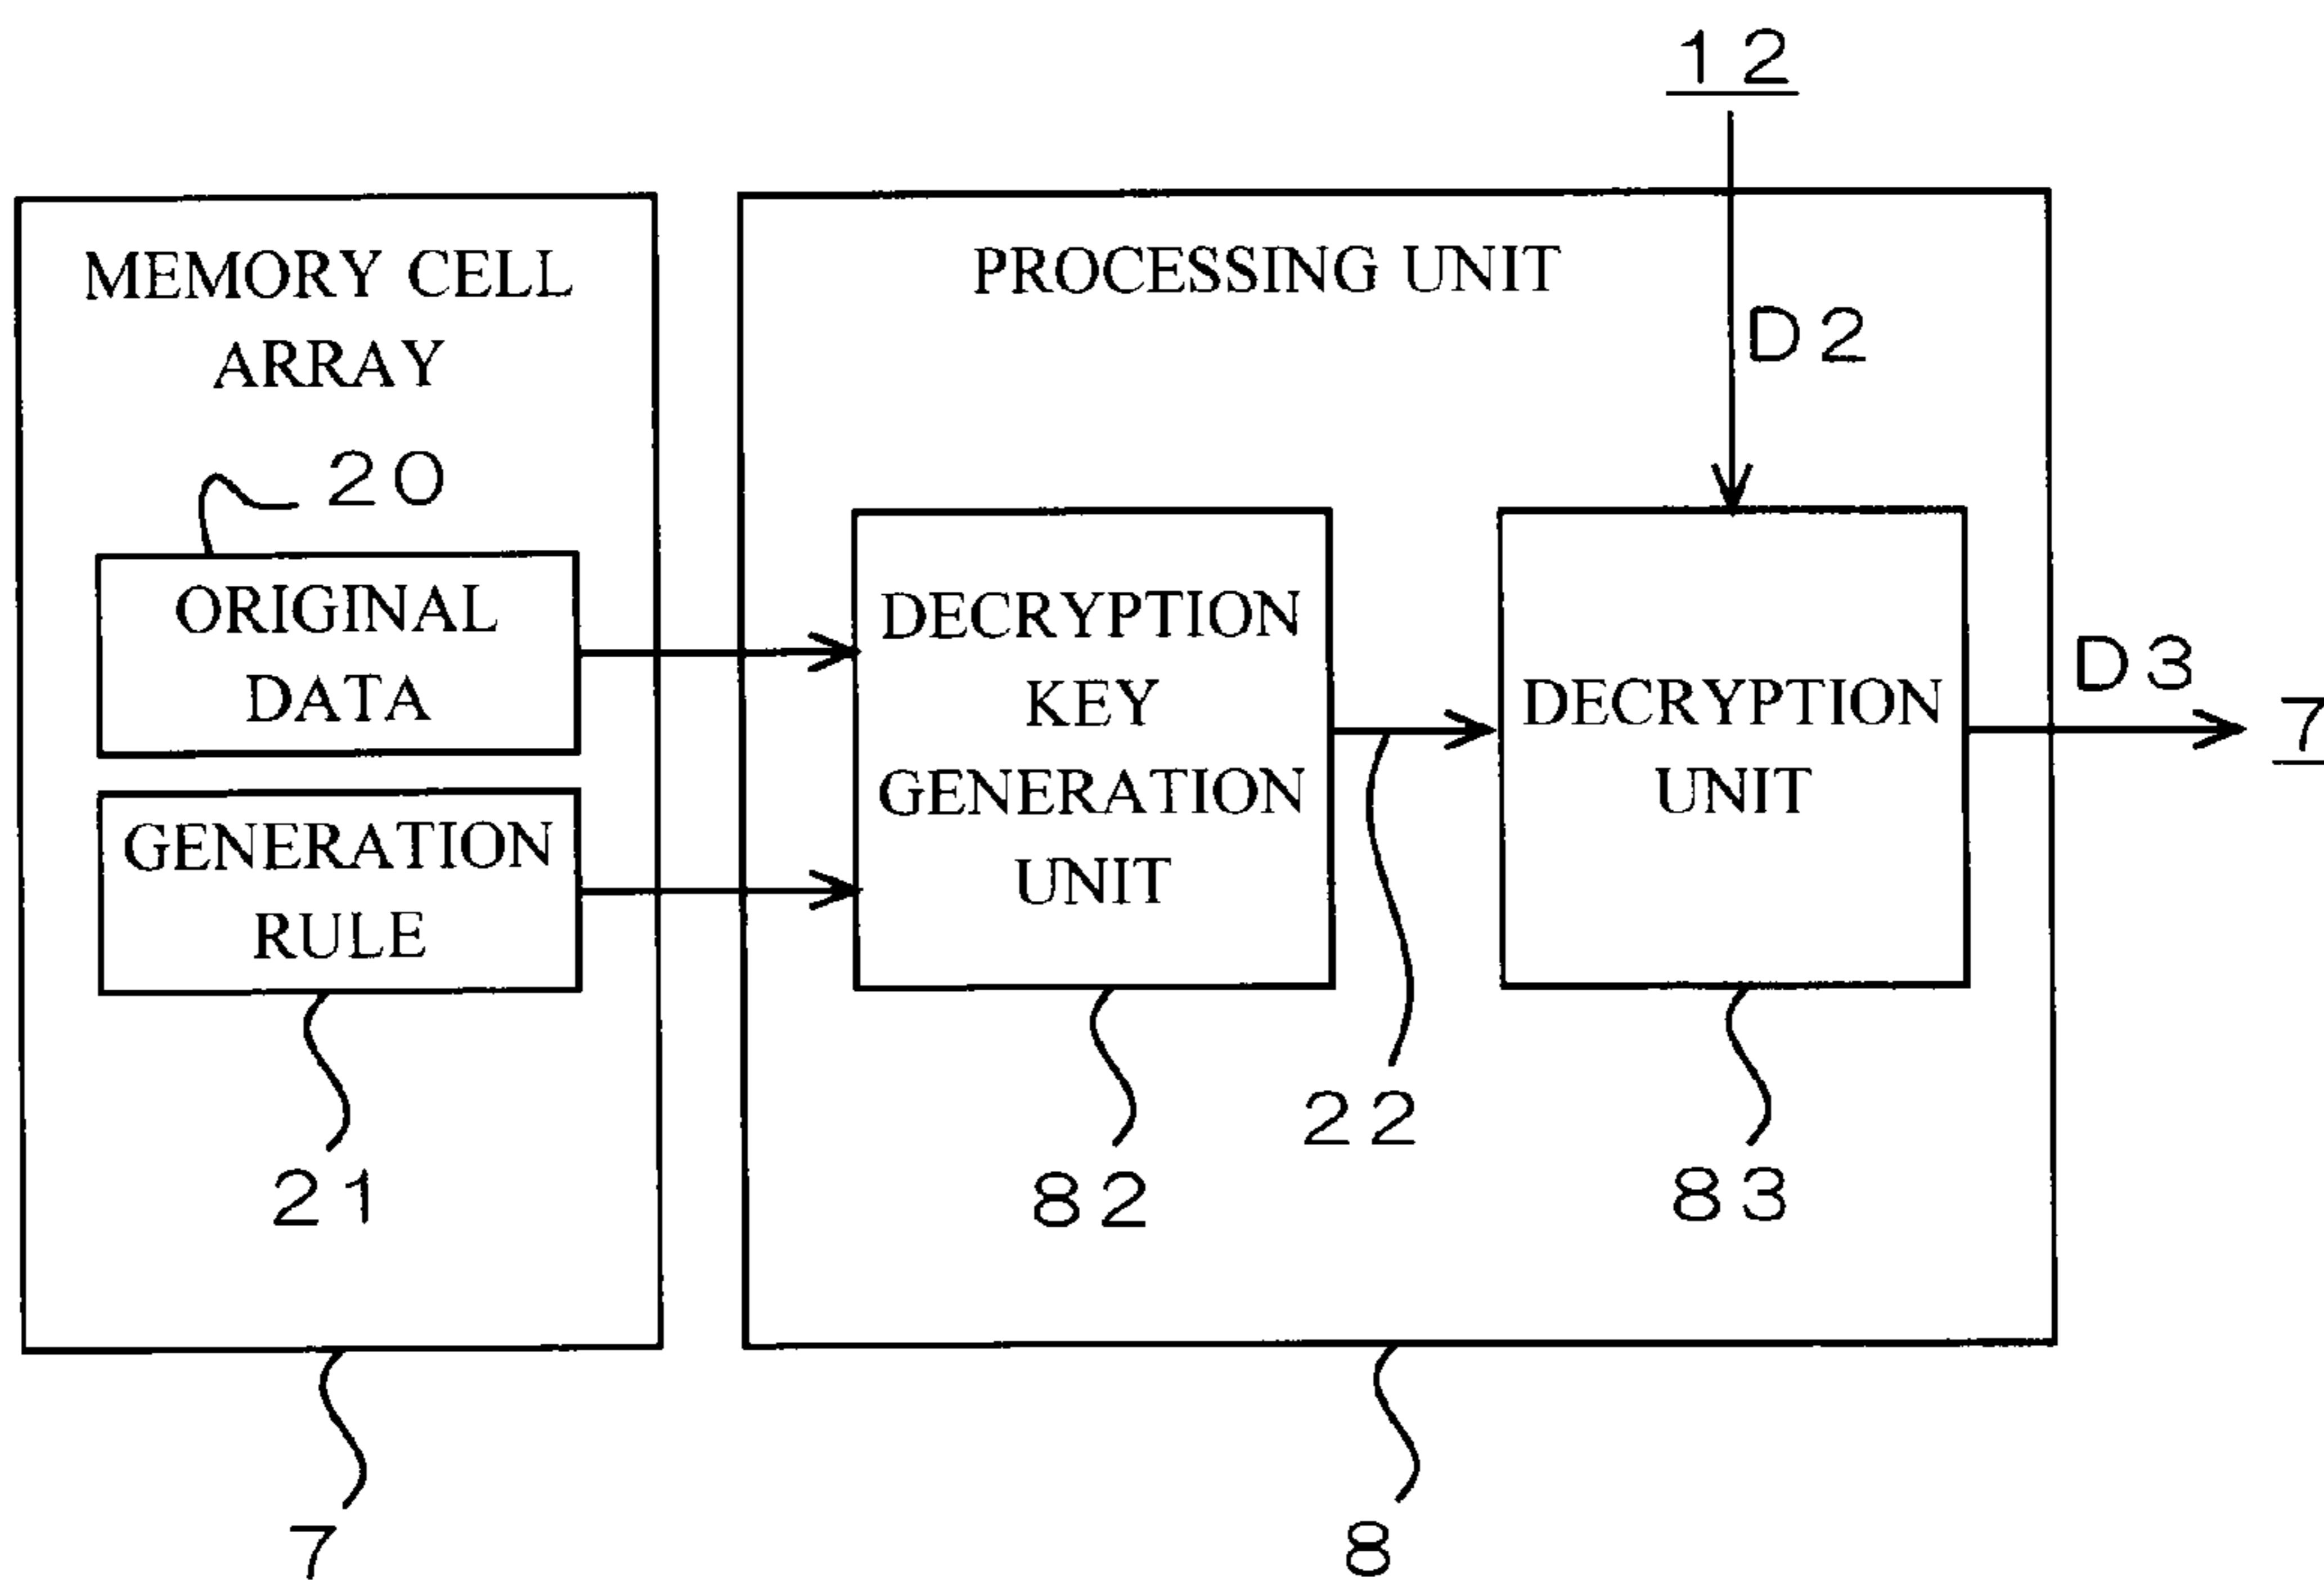 12
MEMORY CELL
ARRAY
PROCESSING UNIT
D2
20
ORIGINAL
DATA
DECRYPTION
KEY
GENERATION
UNIT
DECRYPTION
UNIT
D3
7
GENERATION
RULE
21
82
22
83
7
8